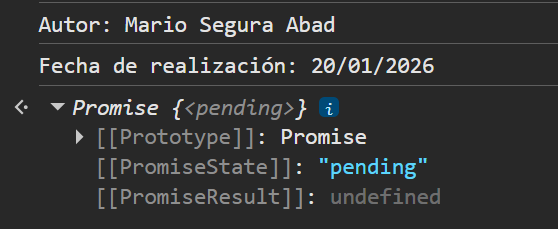 Autor: Mario Segura Abad
Fecha de realización: 20/01/2026
Promise {<pending>} i
[[Prototype]]: Promise
[[PromiseState]]: "pending"
[[PromiseResult]]: undefined